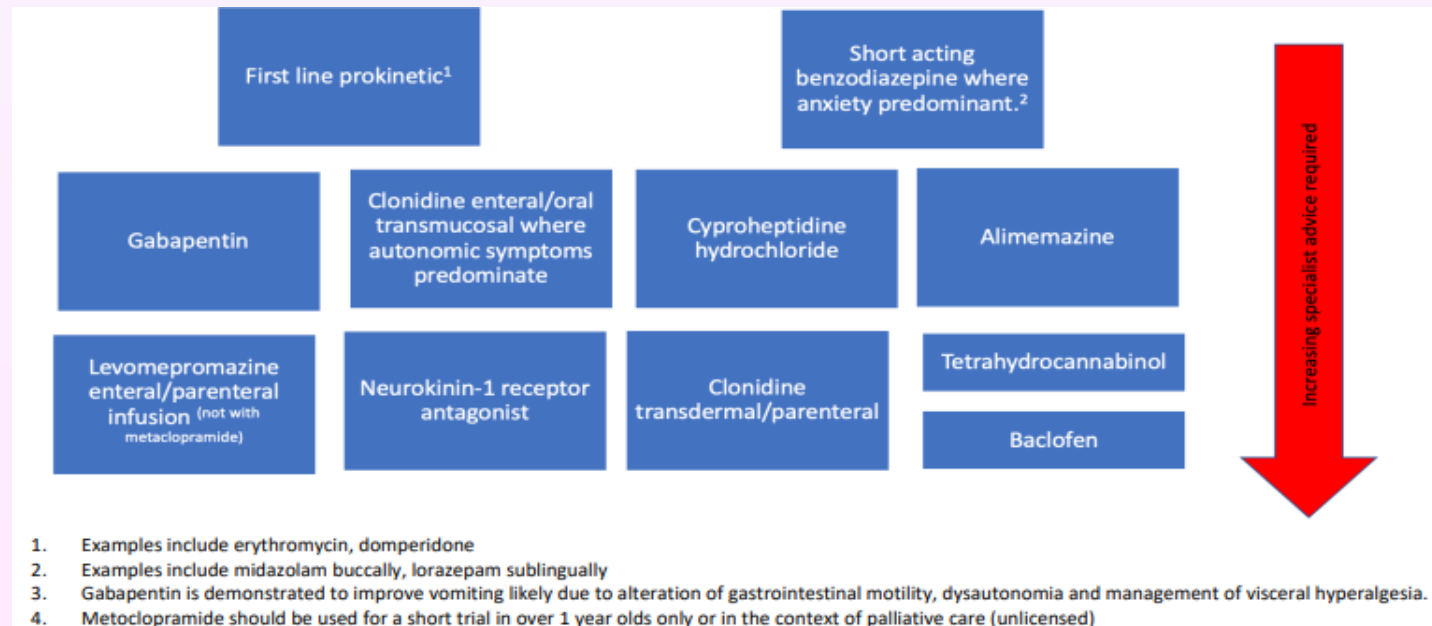 First line prokinetic¹
Short acting
benzodiazepine where
anxiety predominant.²
Gabapentin
Clonidine enteral/oral
transmucosal where
autonomic symptoms
predominate
Cyproheptidine
hydrochloride
Alimemazine
Levomepromazine
enteral/parenteral
infusion (not with
metaclopramide)
Neurokinin-1 receptor
antagonist
Clonidine
transdermal/parenteral
Tetrahydrocannabinol
Baclofen
Increasing specialist advice required
1. Examples include erythromycin, domperidone
2. Examples include midazolam buccally, lorazepam sublingually
3. Gabapentin is demonstrated to improve vomiting likely due to alteration of gastrointestinal motility, dysautonomia and management of visceral hyperalgesia.
4. Metoclopramide should be used for a short trial in over 1 year olds only or in the context of palliative care (unlicensed)